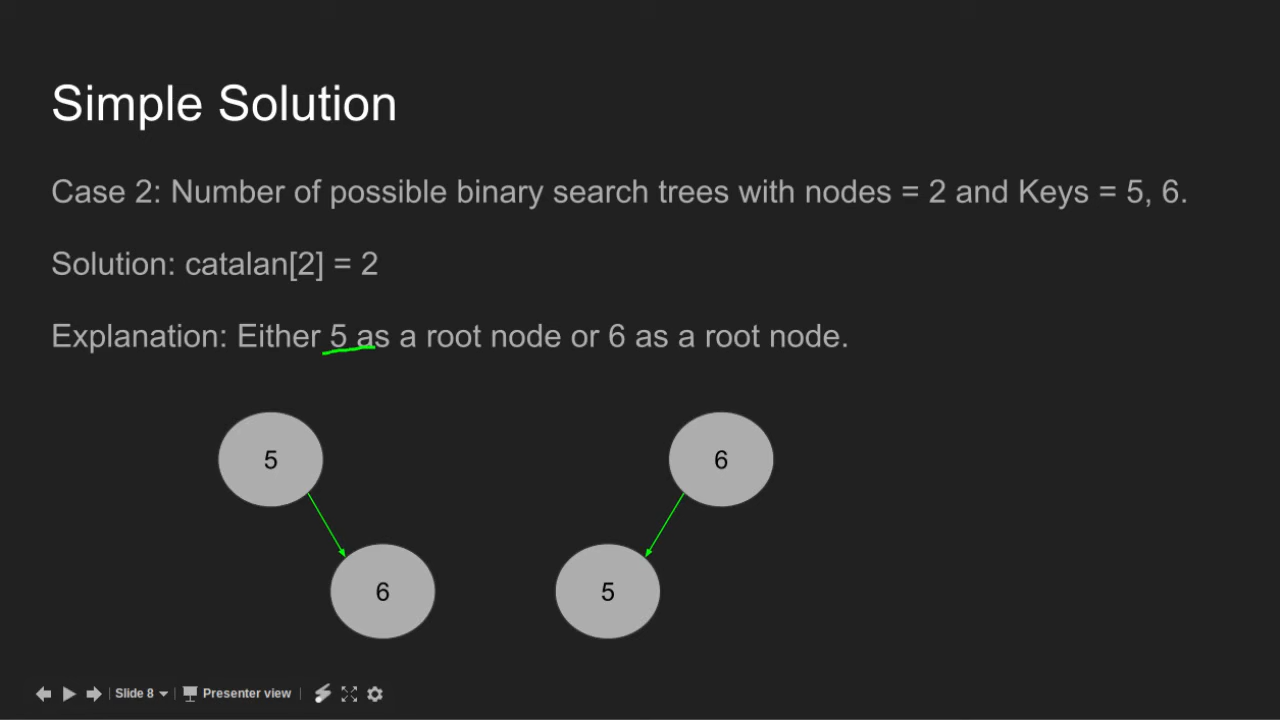 Simple Solution
Case 2: Number of possible binary search trees with nodes = 2 and Keys = 5, 6.
Solution: catalan[2] = 2
Explanation: Either 5 as a root node or 6 as a root node.
5
6
6
5
Slide 8
Presenter view